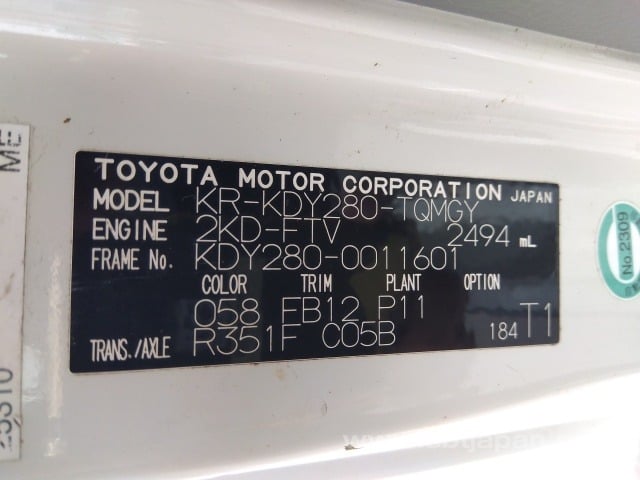 TOYOTA MOTOR CORPORATION JAPAN
MODEL KR-KDY280-TQMGY
ENGINE 2KD-FTV 2494 mL
FRAME No. KDY280-0011601
COLOR TRIM PLANT OPTION
058 FB12 P11
TRANS./AXLE R351F C05B 184 T1
No.2309
ME